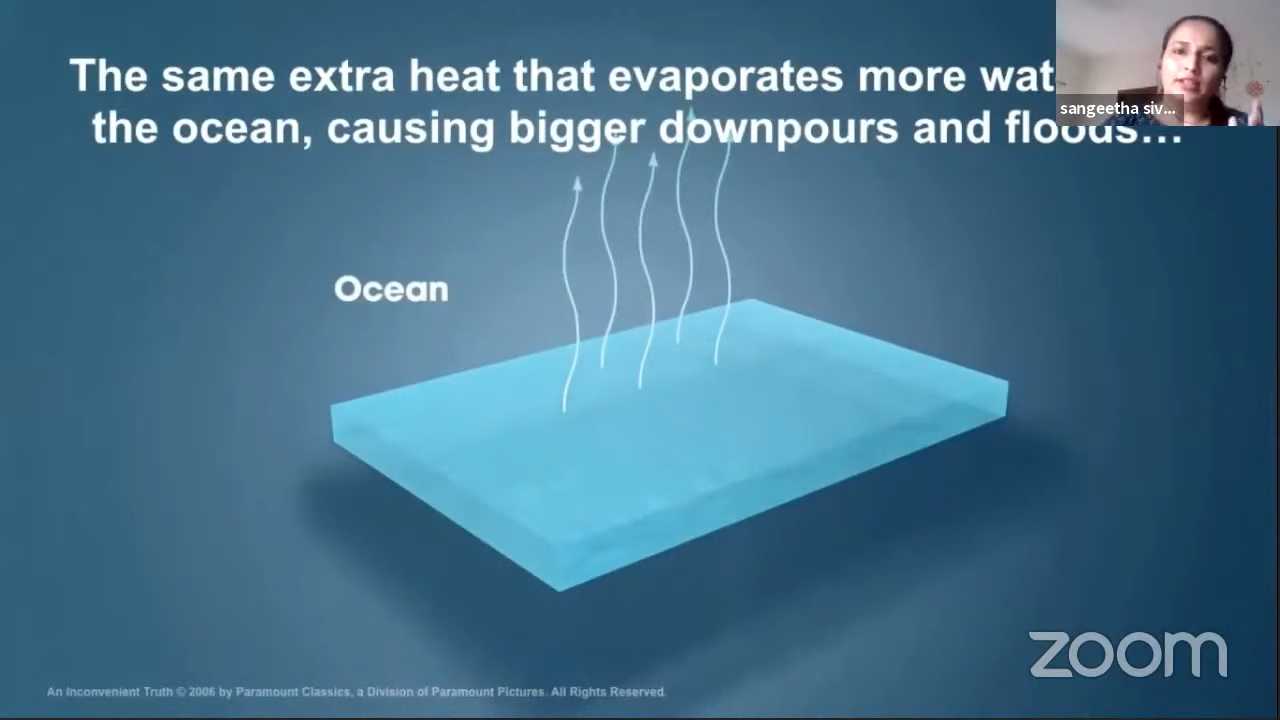 The same extra heat that evaporates more wat
the ocean, causing bigger downpours and floods...
sangeetha siv...
Ocean
zoom
An Inconvenient Truth © 2006 by Paramount Classics, a Division of Paramount Pictures. All Rights Reserved.